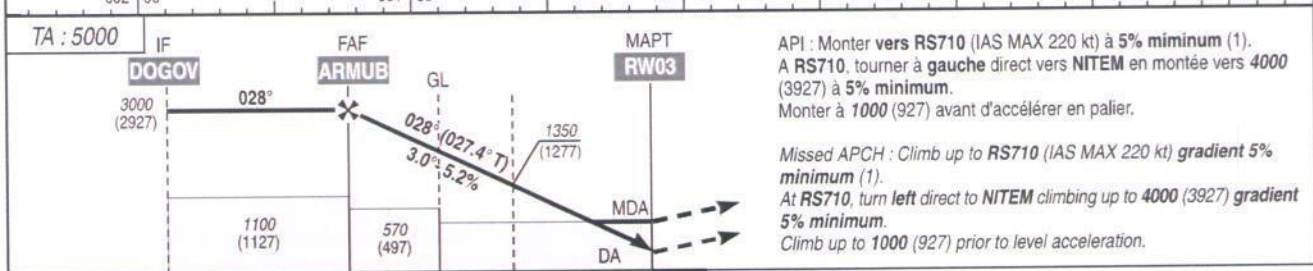 TA : 5000
IF
FAF
MAPT
DOGOV
ARMUB
RW03
GL
3000
(2927)
028°
028° (027.4° T)
3.0°- 5.2%
1350
(1277)
1100
(1127)
570
(497)
MDA
DA
API : Monter vers RS710 (IAS MAX 220 kt) à 5% miminum (1).
A RS710, tourner à gauche direct vers NITEM en montée vers 4000
(3927) à 5% minimum.
Monter à 1000 (927) avant d'accélérer en palier.
Missed APCH : Climb up to RS710 (IAS MAX 220 kt) gradient 5%
minimum (1).
At RS710, turn left direct to NITEM climbing up to 4000 (3927) gradient
5% minimum.
Climb up to 1000 (927) prior to level acceleration.